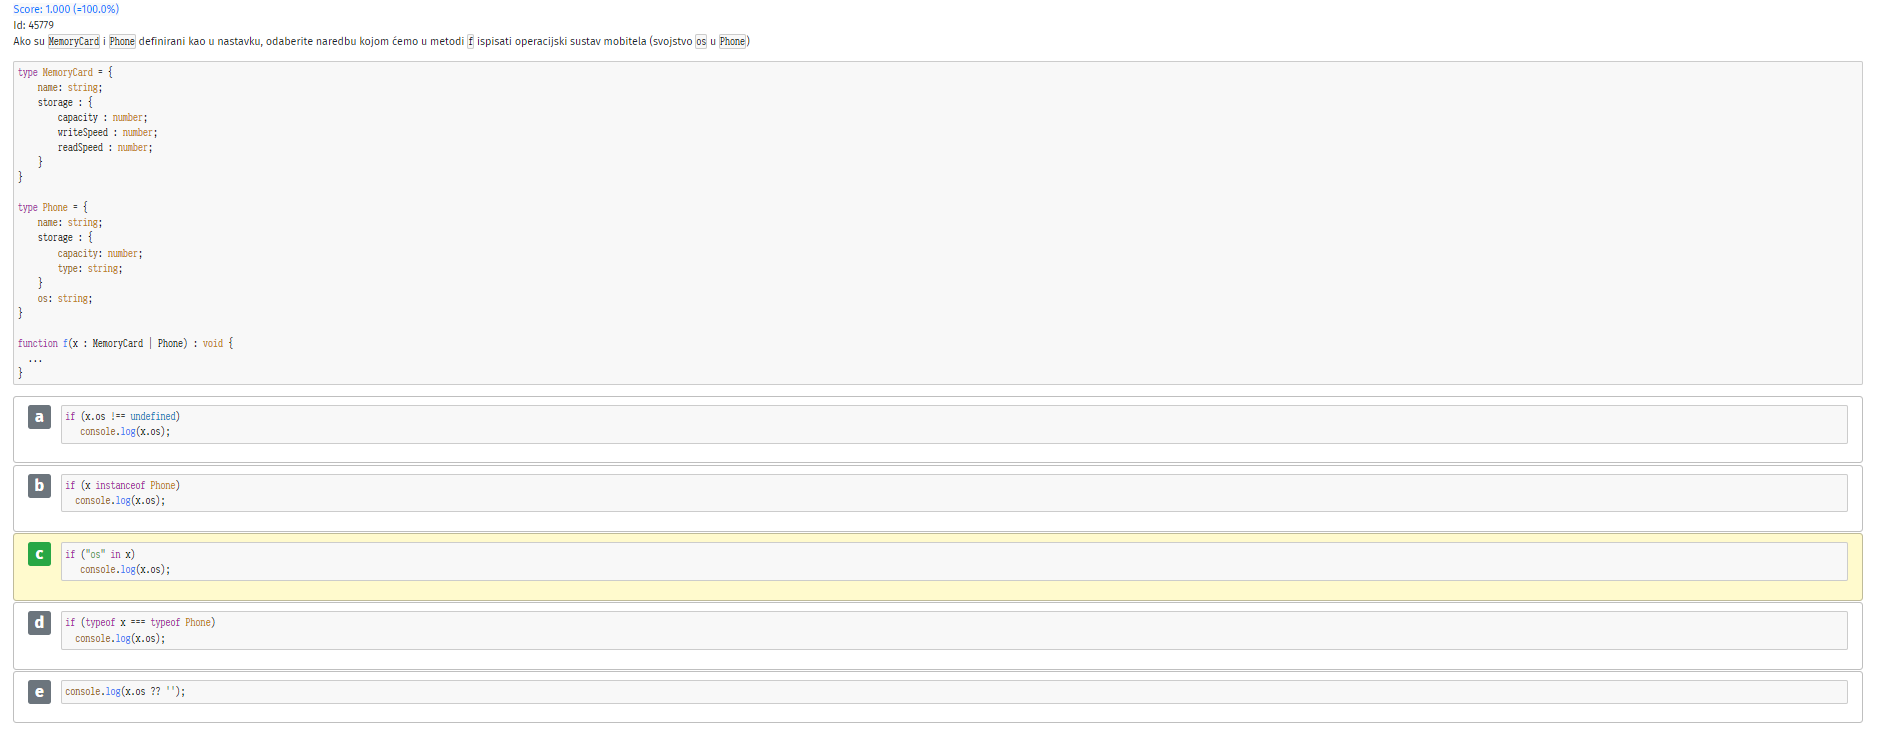 Score: 1.000 (=100.0%)
Id: 45779
Ako su MemoryCard i Phone definirani kao u nastavku, odaberite naredbu kojom ćemo u metodi f ispisati operacijski sustav mobitela (svojstvo os u Phone)
type MemoryCard = {
    name: string;
    storage : {
        capacity : number;
        writeSpeed : number;
        readSpeed : number;
    }
}

type Phone = {
    name: string;
    storage : {
        capacity: number;
        type: string;
    }
    os: string;
}

function f(x : MemoryCard | Phone) : void {
  ...
}
a
if (x.os !== undefined)
   console.log(x.os);
b
if (x instanceof Phone)
  console.log(x.os);
c
if ("os" in x)
   console.log(x.os);
d
if (typeof x === typeof Phone)
  console.log(x.os);
e
console.log(x.os ?? '');